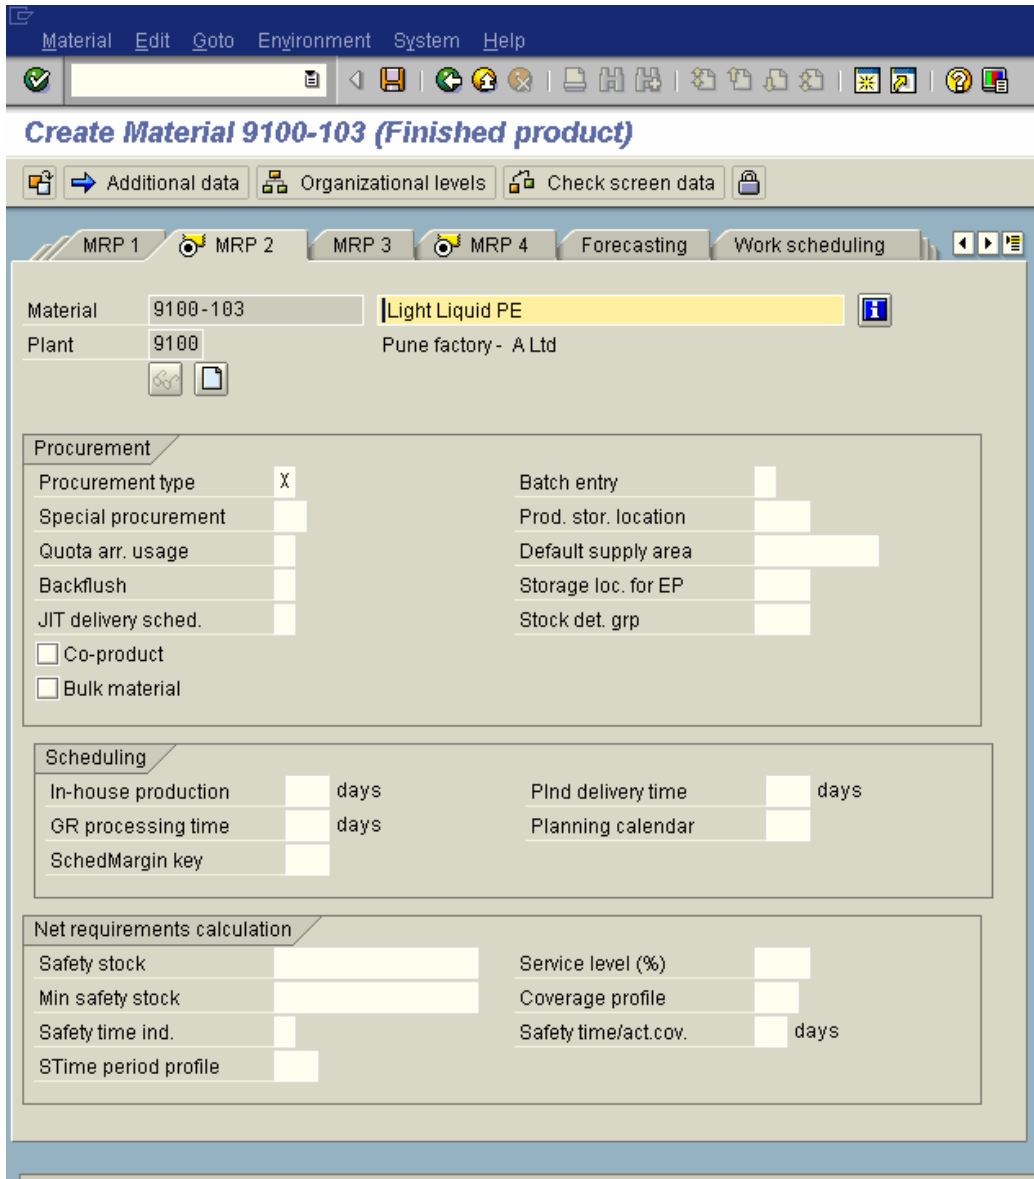 Material Edit Goto Environment System Help
Create Material 9100-103 (Finished product)
Additional data Organizational levels Check screen data
MRP 1 MRP 2 MRP 3 MRP 4 Forecasting Work scheduling
Material 9100-103 Light Liquid PE
Plant 9100 Pune factory - A Ltd
Procurement
Procurement type X Batch entry
Special procurement Prod. stor. location
Quota arr. usage Default supply area
Backflush Storage loc. for EP
JIT delivery sched. Stock det. grp
Co-product
Bulk material
Scheduling
In-house production days Plnd delivery time days
GR processing time days Planning calendar
SchedMargin key
Net requirements calculation
Safety stock Service level (%)
Min safety stock Coverage profile
Safety time ind. Safety time/act.cov. days
STime period profile